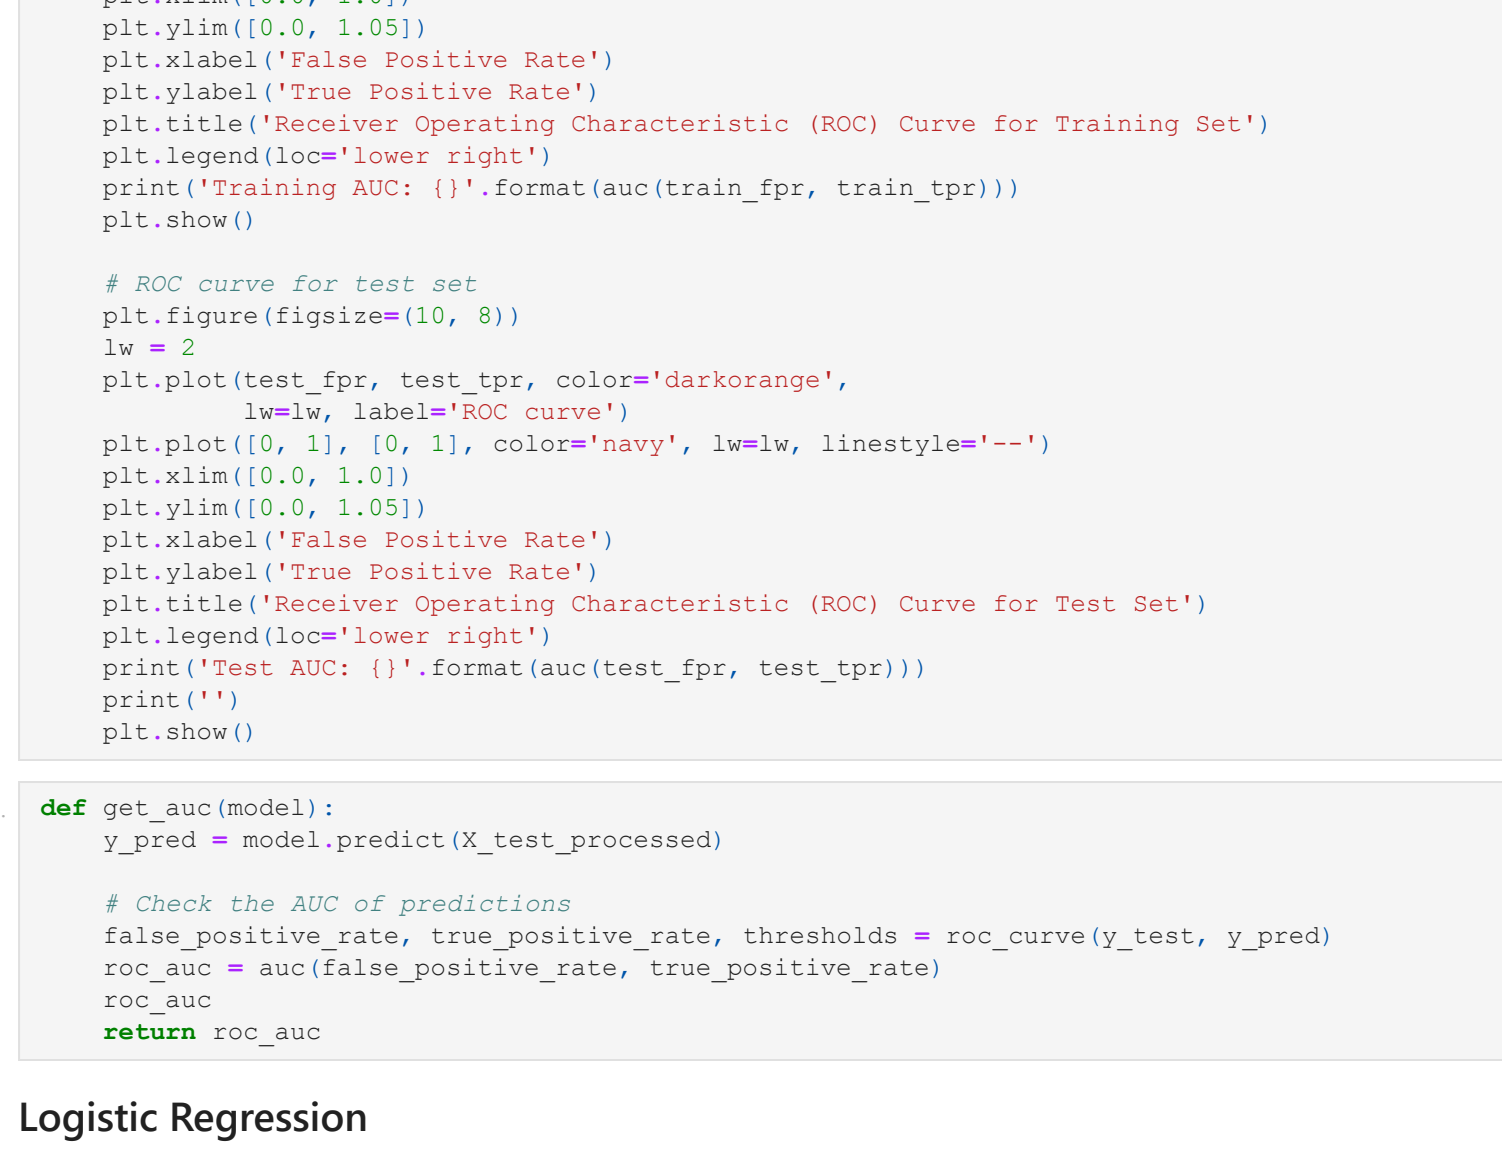 plt.xlim([0.0, 1.0])
plt.ylim([0.0, 1.05])
plt.xlabel('False Positive Rate')
plt.ylabel('True Positive Rate')
plt.title('Receiver Operating Characteristic (ROC) Curve for Training Set')
plt.legend(loc='lower right')
print('Training AUC: {}'.format(auc(train_fpr, train_tpr)))
plt.show()
# ROC curve for test set
plt.figure(figsize=(10, 8))
lw = 2
plt.plot(test_fpr, test_tpr, color='darkorange',
lw=lw, label='ROC curve')
plt.plot([0, 1], [0, 1], color='navy', lw=lw, linestyle='--')
plt.xlim([0.0, 1.0])
plt.ylim([0.0, 1.05])
plt.xlabel('False Positive Rate')
plt.ylabel('True Positive Rate')
plt.title('Receiver Operating Characteristic (ROC) Curve for Test Set')
plt.legend(loc='lower right')
print('Test AUC: {}'.format(auc(test_fpr, test_tpr)))
print('')
plt.show()
def get_auc(model):
y_pred = model.predict(X_test_processed)
# Check the AUC of predictions
false_positive_rate, true_positive_rate, thresholds = roc_curve(y_test, y_pred)
roc_auc = auc(false_positive_rate, true_positive_rate)
roc_auc
return roc_auc
Logistic Regression